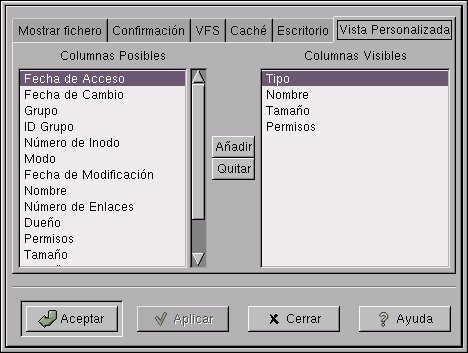 Mostrar fichero Confirmación VFS Caché Escritorio Vista Personalizada
Columnas Posibles
Fecha de Acceso
Fecha de Cambio
Grupo
ID Grupo
Número de Inodo
Modo
Fecha de Modificación
Nombre
Número de Enlaces
Dueño
Permisos
Tamaño
Añadir
Quitar
Columnas Visibles
Tipo
Nombre
Tamaño
Permisos
Aceptar Aplicar Cerrar Ayuda